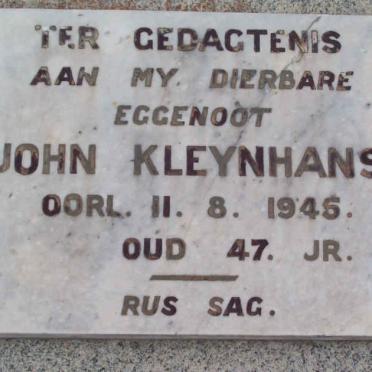 TER GEDAGTENIS
AAN MY DIERBARE
EGGENOOT
JOHN KLEYNHANS
OORL. 11. 8. 1945.
OUD 47. JR.
RUS SAG.